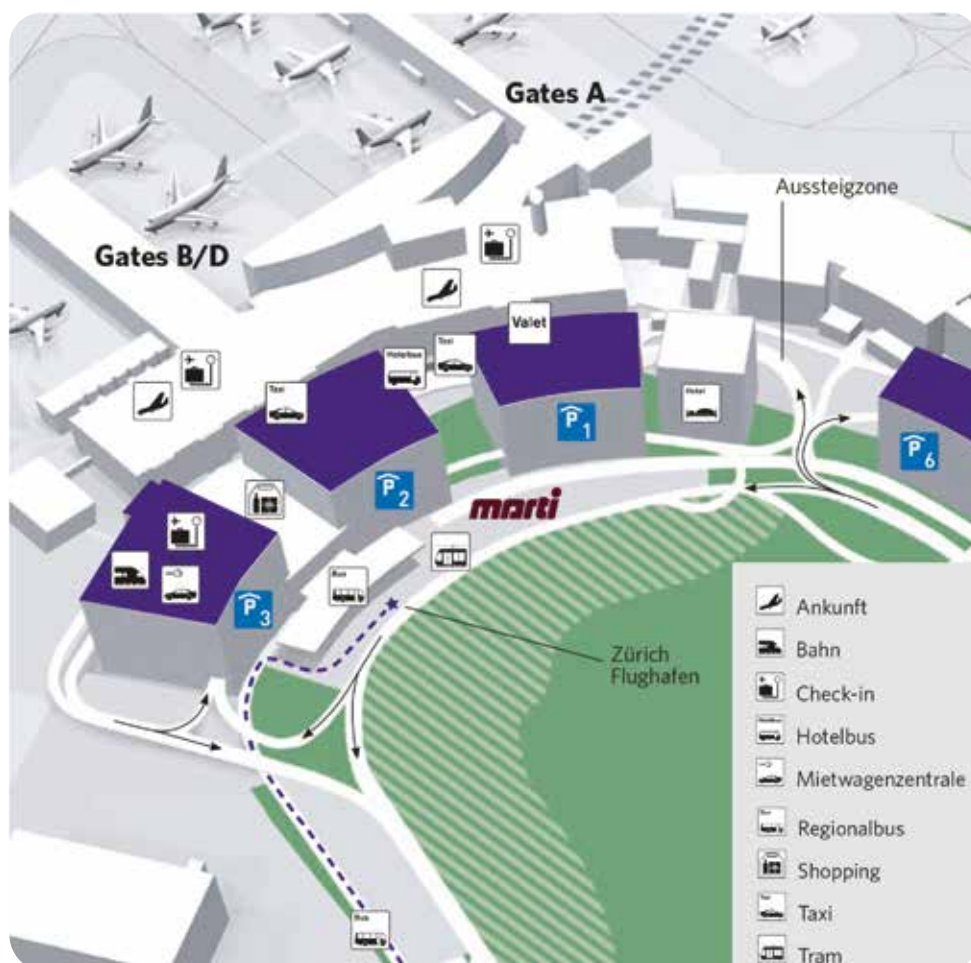 Gates A
Aussteigzone
Gates B/D
Valet
Taxi
Hotelbus
Taxi
Hotel
P1
P6
P2
marti
Bus
P3
Zürich
Flughafen
Ankunft
Bahn
Check-in
Hotelbus
Mietwagenzentrale
Bus
Regionalbus
Shopping
Taxi
Taxi
Tram
Bus